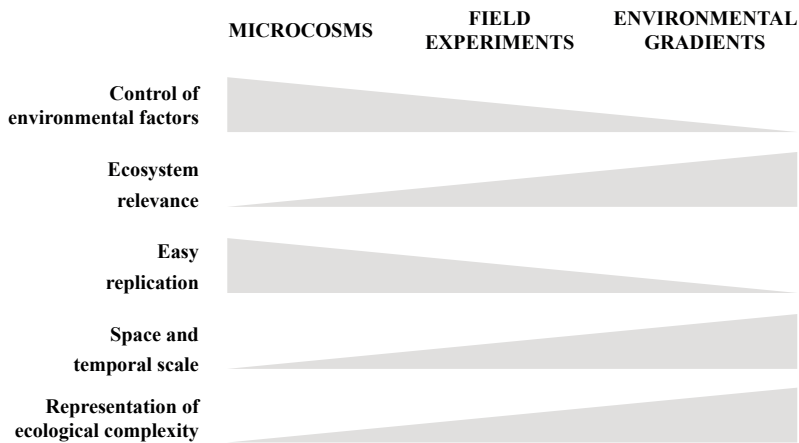 MICROCOSMS
FIELD
EXPERIMENTS
ENVIRONMENTAL
GRADIENTS
Control of
environmental factors
Ecosystem
relevance
Easy
replication
Space and
temporal scale
Representation of
ecological complexity